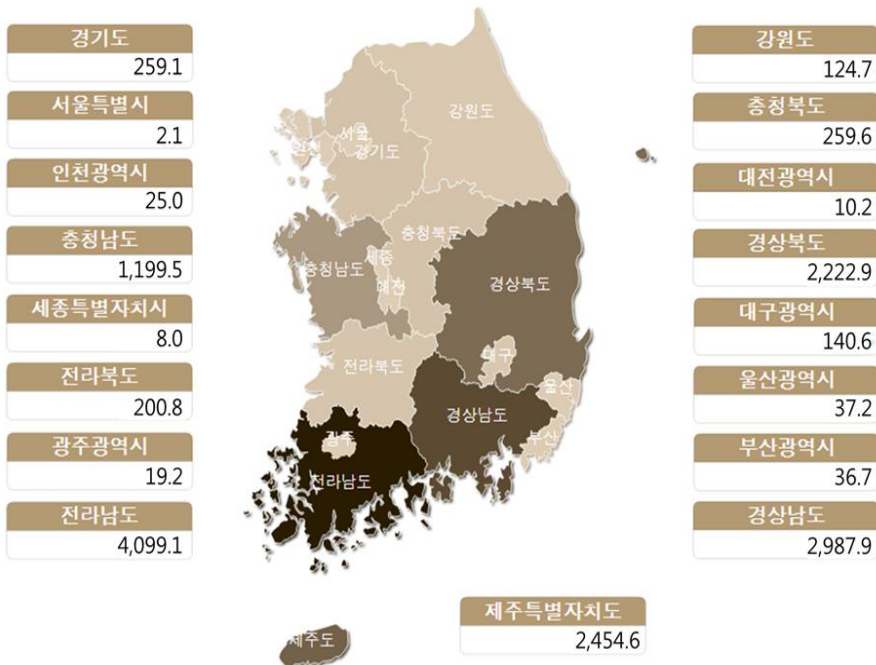 경기도
259.1
서울특별시
2.1
인천광역시
25.0
충청남도
1,199.5
세종특별자치시
8.0
전라북도
200.8
광주광역시
19.2
전라남도
4,099.1
강원도
서울
인천
경기도
충청북도
세종
충청남도
대전
경상북도
전라북도
대구
울산
경상남도
광주
부산
전라남도
제주도
강원도
124.7
충청북도
259.6
대전광역시
10.2
경상북도
2,222.9
대구광역시
140.6
울산광역시
37.2
부산광역시
36.7
경상남도
2,987.9
제주특별자치도
2,454.6